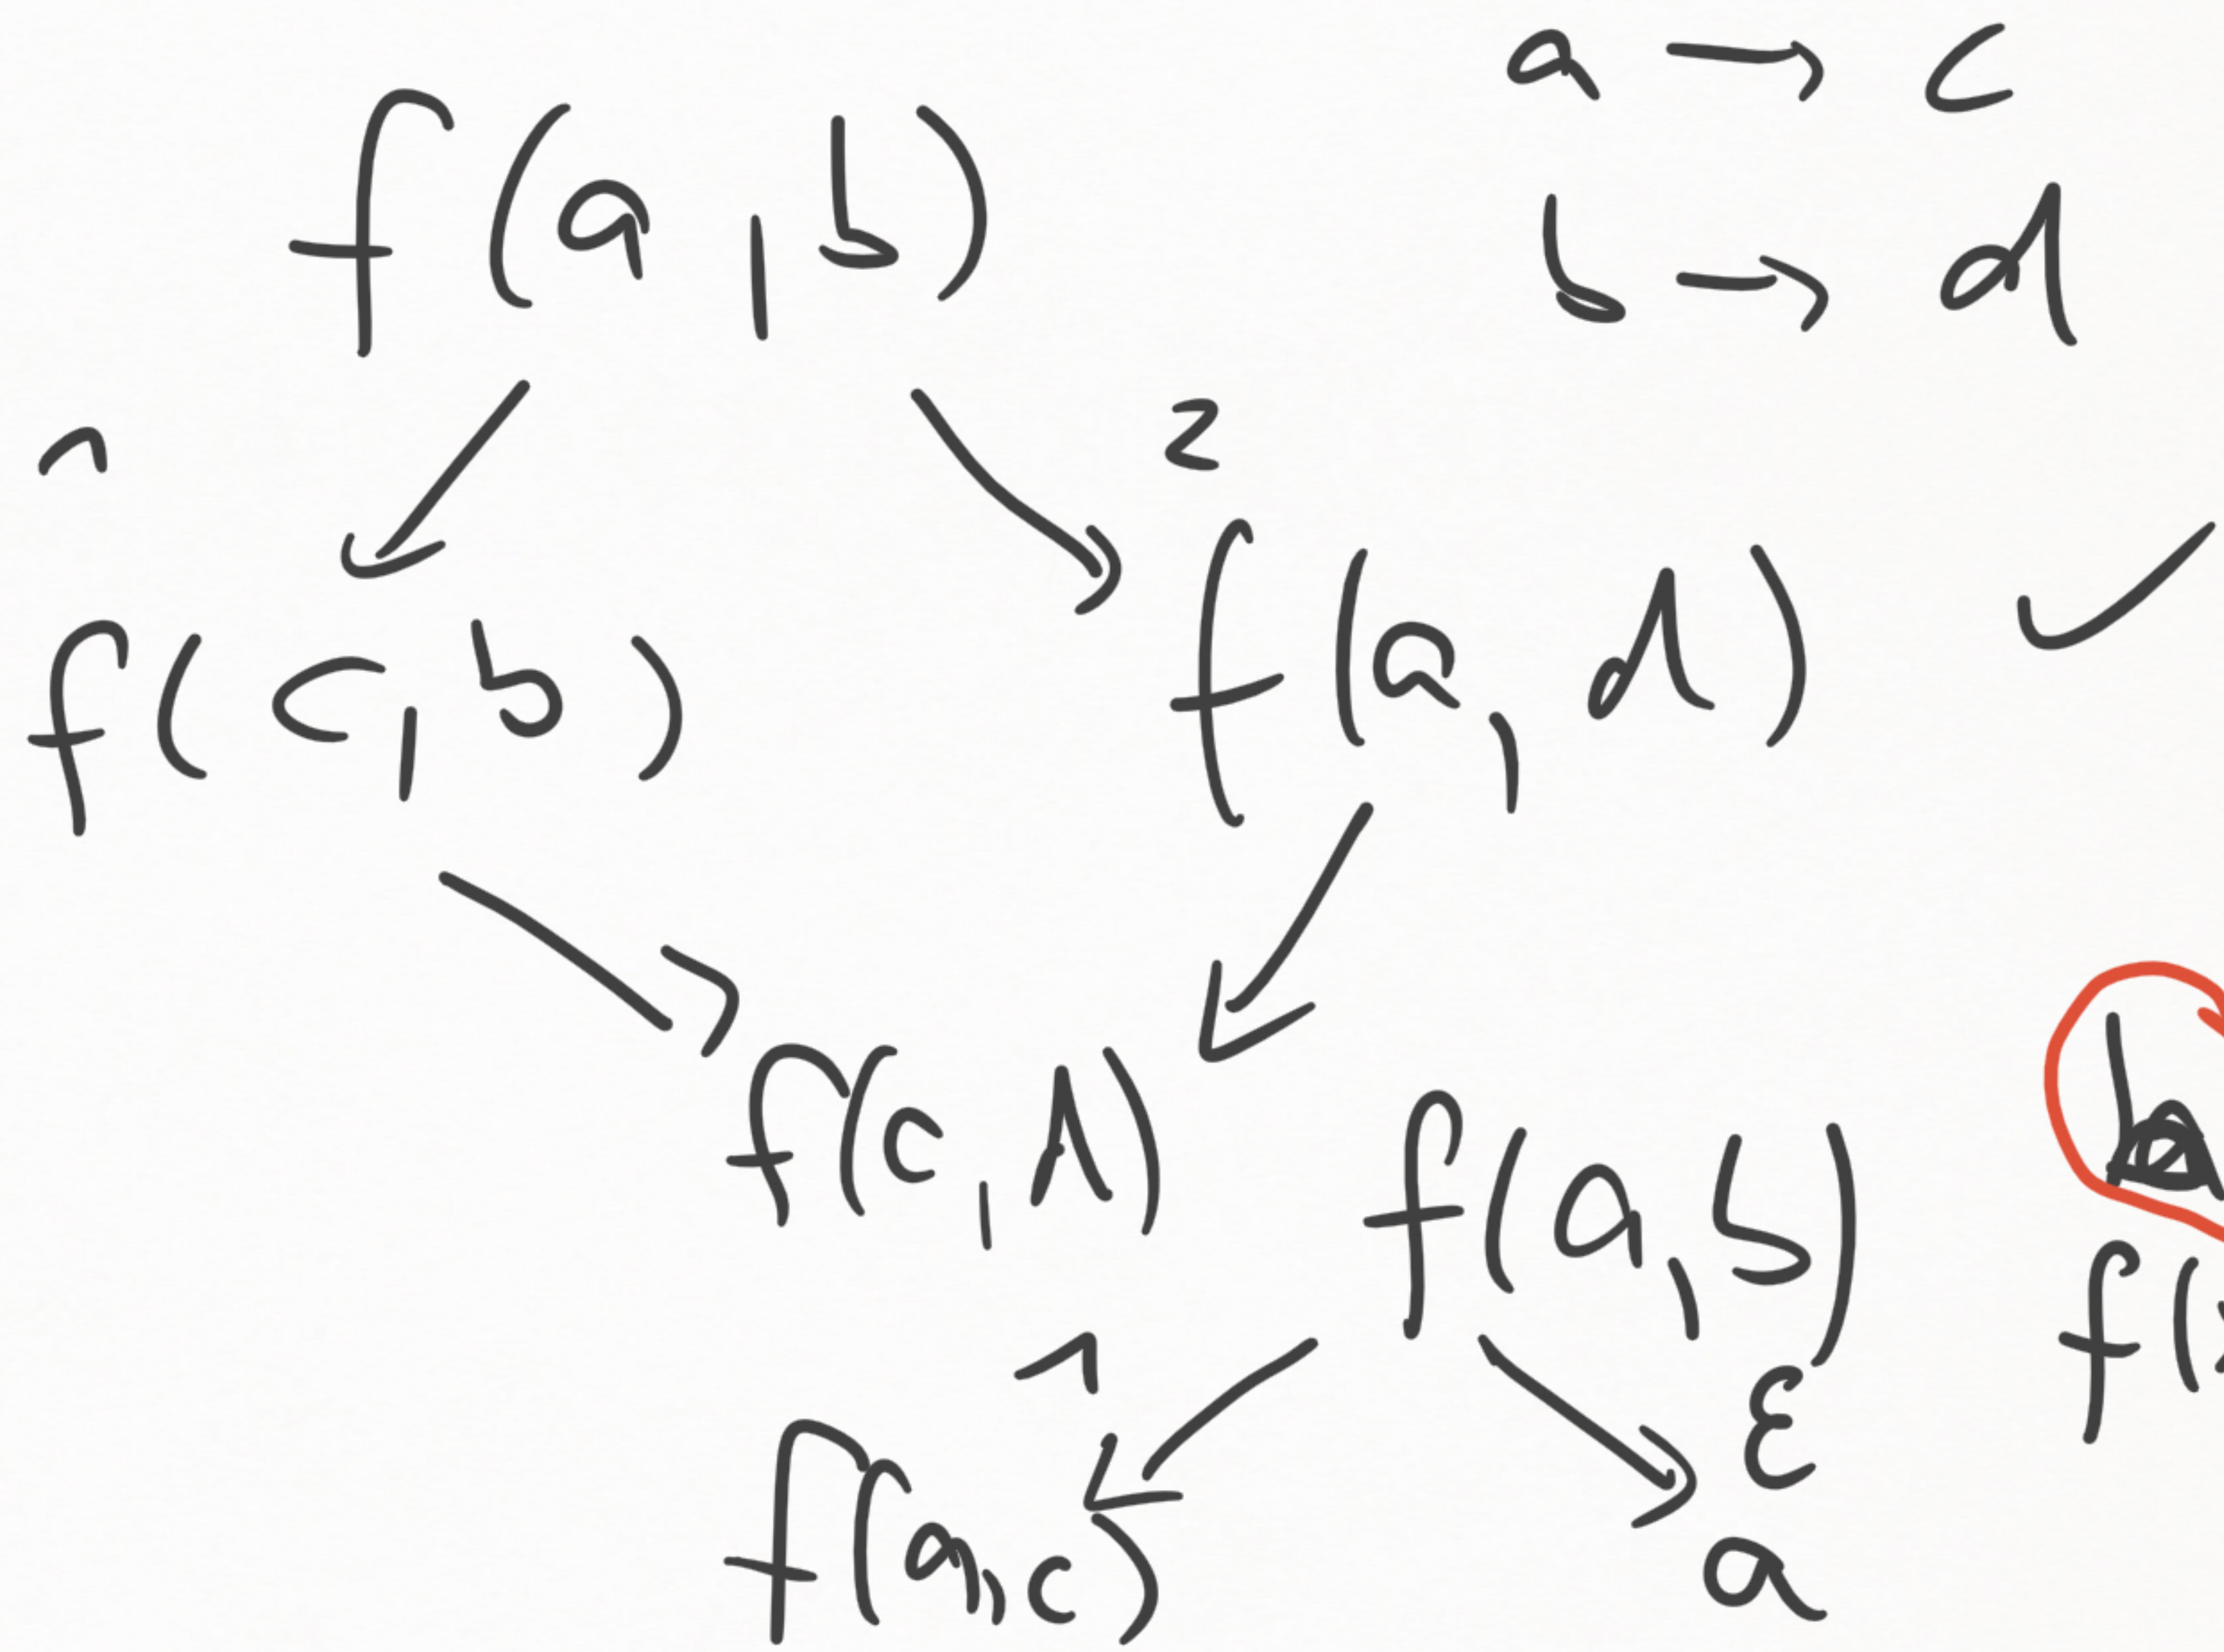 a → c
f(a,b)
b → d
1
2
f(c,b)
f(a,d)
✓
f(c,d)
f(a,b)
f(
1
ε
f(a,c)
a